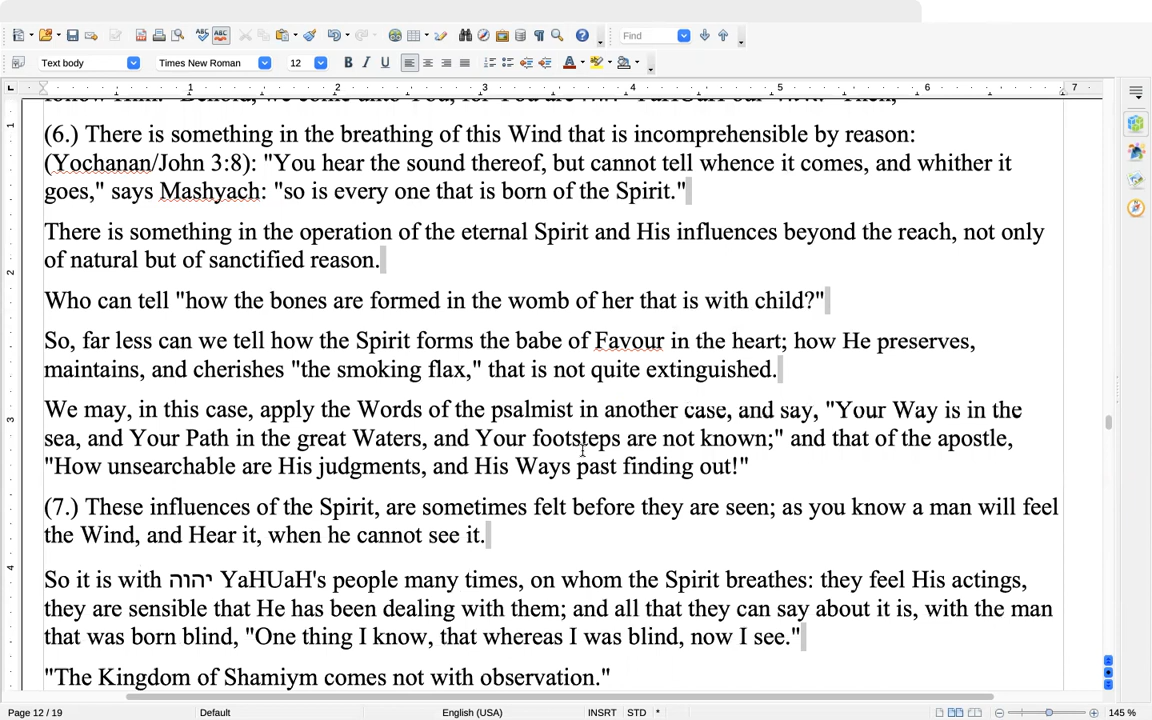 Find
Text body
Times New Roman
12
B I U
1 2 3 4 5 6 7
(6.) There is something in the breathing of this Wind that is incomprehensible by reason:
(Yochanan/John 3:8): "You hear the sound thereof, but cannot tell whence it comes, and whither it
goes," says Mashyach: "so is every one that is born of the Spirit."
There is something in the operation of the eternal Spirit and His influences beyond the reach, not only
of natural but of sanctified reason.
Who can tell "how the bones are formed in the womb of her that is with child?"
So, far less can we tell how the Spirit forms the babe of Favour in the heart; how He preserves,
maintains, and cherishes "the smoking flax," that is not quite extinguished.
We may, in this case, apply the Words of the psalmist in another case, and say, "Your Way is in the
sea, and Your Path in the great Waters, and Your footsteps are not known;" and that of the apostle,
"How unsearchable are His judgments, and His Ways past finding out!"
(7.) These influences of the Spirit, are sometimes felt before they are seen; as you know a man will feel
the Wind, and Hear it, when he cannot see it.
So it is with יהוה YaHUaH's people many times, on whom the Spirit breathes: they feel His actings,
they are sensible that He has been dealing with them; and all that they can say about it is, with the man
that was born blind, "One thing I know, that whereas I was blind, now I see."
"The Kingdom of Shamiym comes not with observation."
Page 12 / 19
Default
English (USA)
INSRT
STD
*
145 %